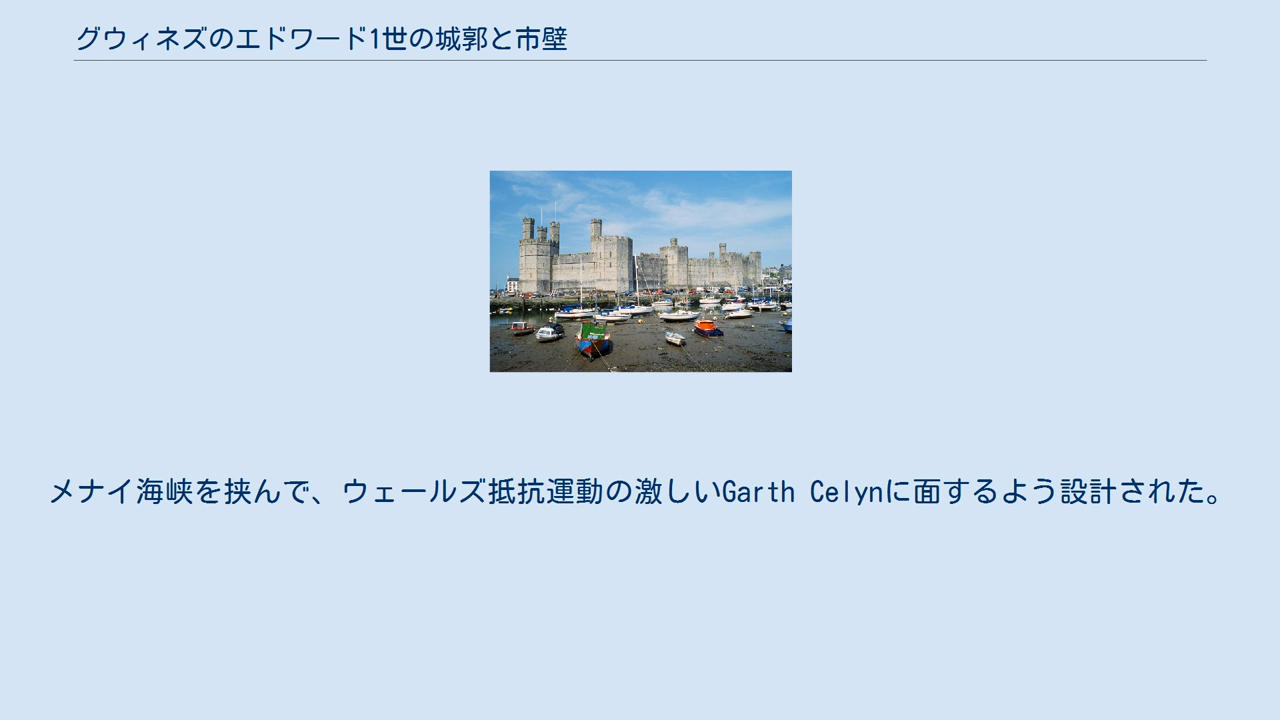 グウィネズのエドワード1世の城郭と市壁
メナイ海峡を挟んで、ウェールズ抵抗運動の激しいGarth Celynに面するよう設計された。